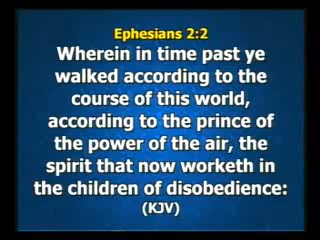 Ephesians 2:2
Wherein in time past ye
walked according to the
course of this world,
according to the prince of
the power of the air, the
spirit that now worketh in
the children of disobedience:
(KJV)